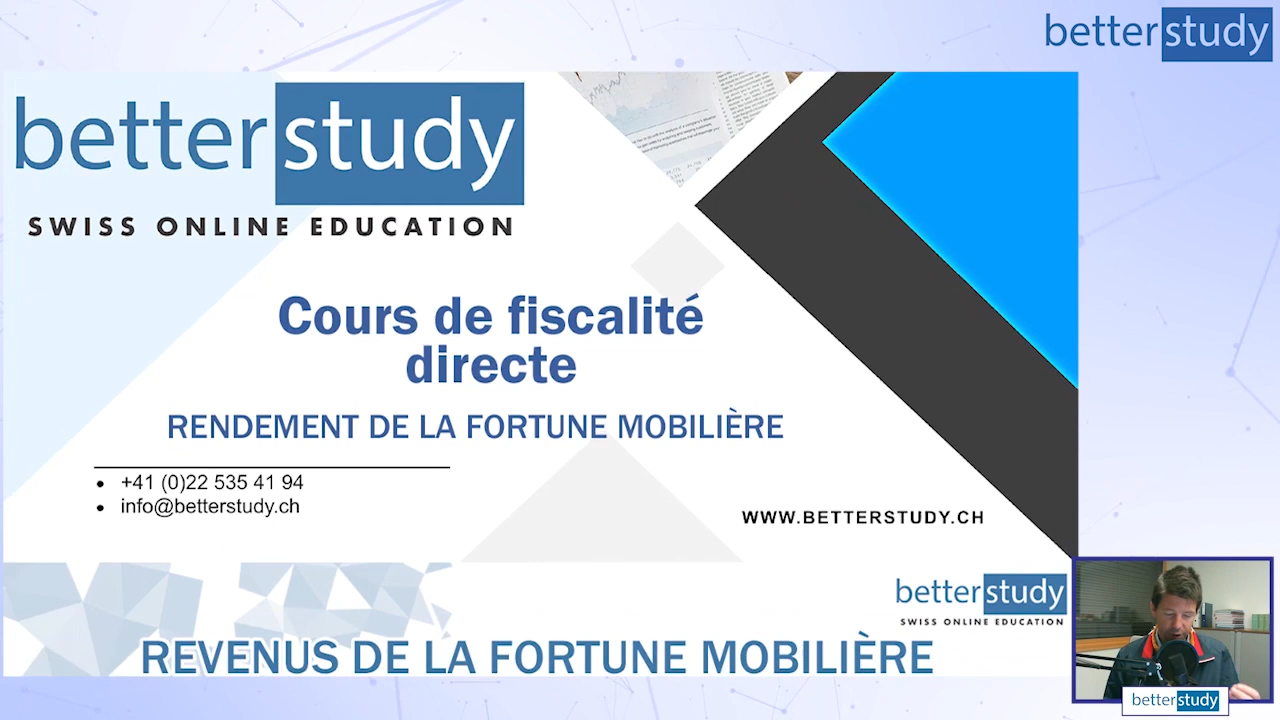 betterstudy
betterstudy
SWISS ONLINE EDUCATION
Cours de fiscalité
directe
RENDEMENT DE LA FORTUNE MOBILIÈRE
• +41 (0)22 535 41 94
• info@betterstudy.ch
WWW.BETTERSTUDY.CH
betterstudy
SWISS ONLINE EDUCATION
REVENUS DE LA FORTUNE MOBILIÈRE
betterstudy